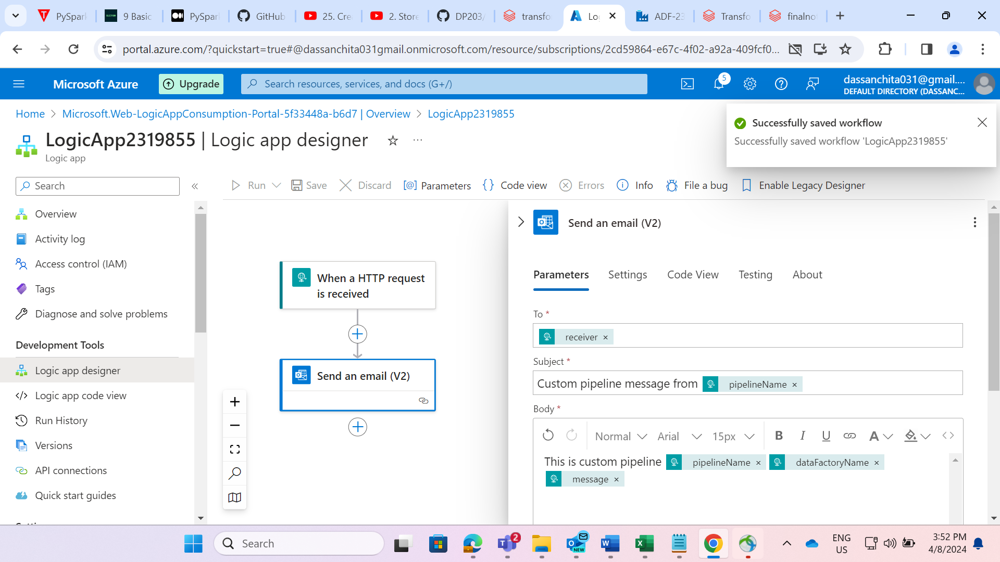 PySpark
9 Basic
PySpark
GitHub
25. Cre
2. Store
DP203/
transfo
Lo
ADF-23
Transfo
finalno
portal.azure.com/?quickstart=true#@dassanchita031gmail.onmicrosoft.com/resource/subscriptions/2cd59864-e67c-4f02-a92a-409fcf0...
Microsoft Azure
Upgrade
Search resources, services, and docs (G+/)
5
dassanchita031@gmail....
DEFAULT DIRECTORY (DASSANC...
Home > Microsoft.Web-LogicAppConsumption-Portal-5f33448a-b6d7 | Overview > LogicApp2319855
Successfully saved workflow
Successfully saved workflow 'LogicApp2319855'
LogicApp2319855 | Logic app designer
Logic app
Search
Run
Save
Discard
Parameters
Code view
Errors
Info
File a bug
Enable Legacy Designer
Overview
Activity log
Access control (IAM)
Tags
Diagnose and solve problems
Development Tools
Logic app designer
Logic app code view
Run History
Versions
API connections
Quick start guides
When a HTTP request
is received
Send an email (V2)
Send an email (V2)
Parameters
Settings
Code View
Testing
About
To *
receiver
Subject *
Custom pipeline message from pipelineName
Body *
Normal
Arial
15px
B I U
A
This is custom pipeline pipelineName dataFactoryName
message
Search
2
NEW
ENG
US
3:52 PM
4/8/2024